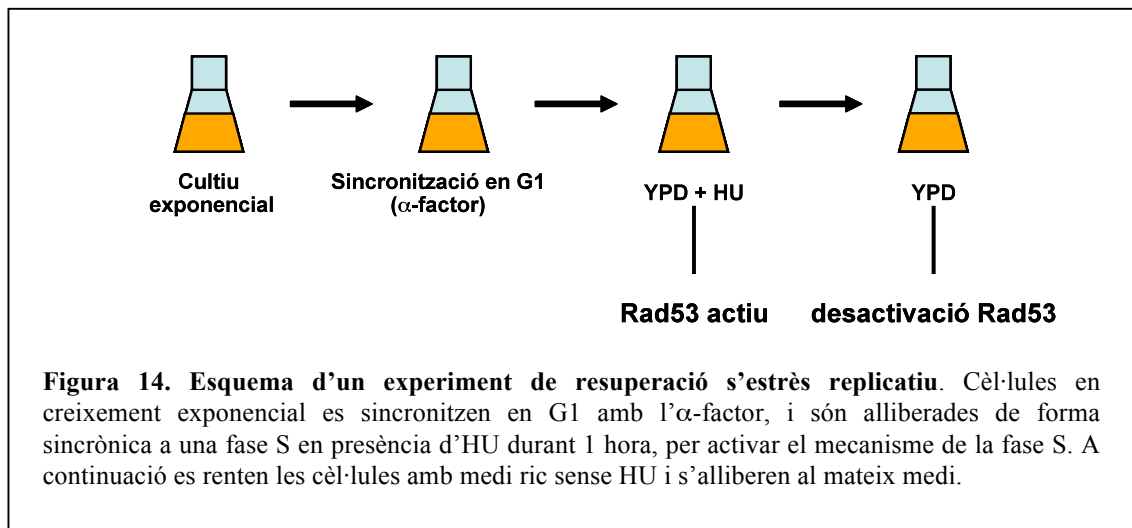 Cultiu
exponencial
Sincronització en G1
(α-factor)
YPD + HU
YPD
Rad53 actiu
desactivació Rad53
Figura 14. Esquema d’un experiment de resuperació s’estrès replicatiu. Cèl·lules en
creixement exponencial es sincronitzen en G1 amb l’α-factor, i són alliberades de forma
sincrònica a una fase S en presència d’HU durant 1 hora, per activar el mecanisme de la fase S. A
continuació es renten les cèl·lules amb medi ric sense HU i s’alliberen al mateix medi.